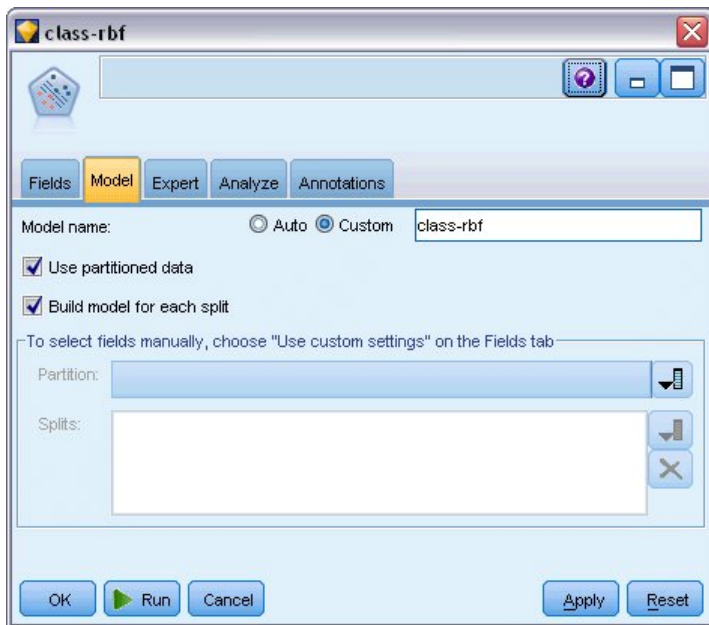 class-rbf
Fields Model Expert Analyze Annotations
Model name: Auto Custom class-rbf
Use partitioned data
Build model for each split
To select fields manually, choose "Use custom settings" on the Fields tab
Partition:
Splits:
OK Run Cancel Apply Reset